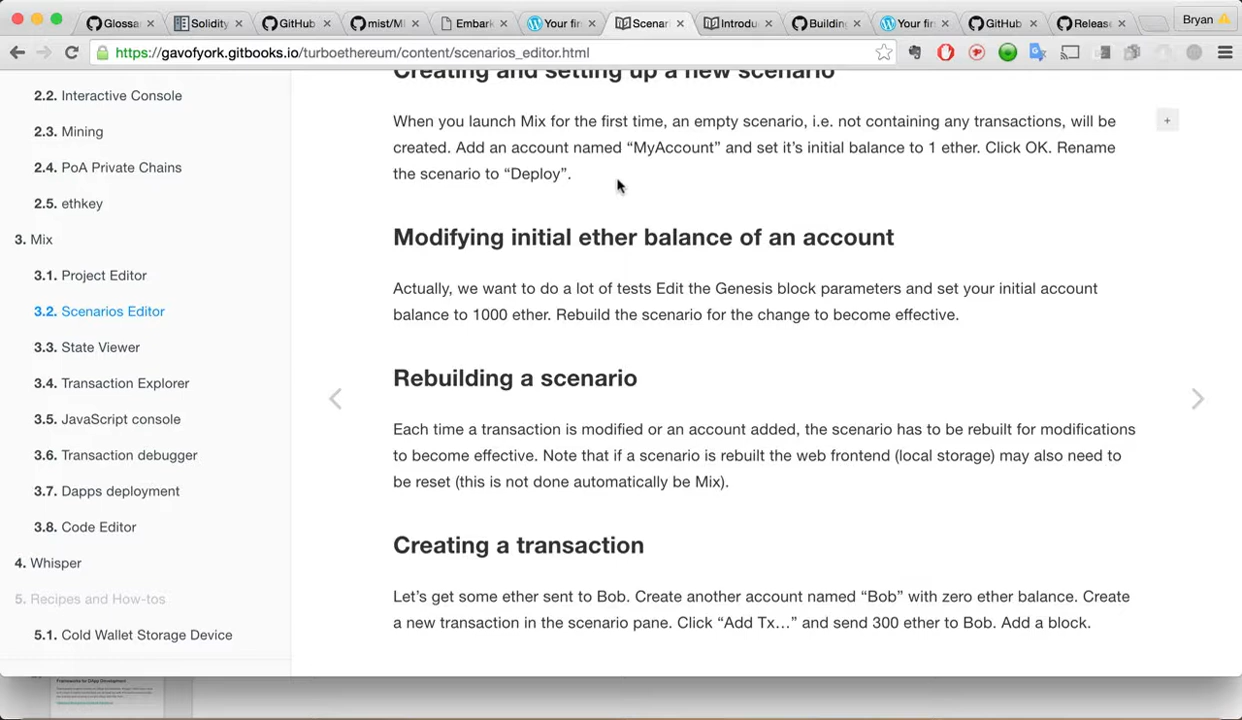 Glossa
Solidity
GitHub
mist/MI
Embark
Your fir
Scenar
Introdu
Building
Your fir
GitHub
Release
Bryan
https://gavofyork.gitbooks.io/turboethereum/content/scenarios_editor.html
2.2. Interactive Console
2.3. Mining
2.4. PoA Private Chains
2.5. ethkey
3. Mix
3.1. Project Editor
3.2. Scenarios Editor
3.3. State Viewer
3.4. Transaction Explorer
3.5. JavaScript console
3.6. Transaction debugger
3.7. Dapps deployment
3.8. Code Editor
4. Whisper
5. Recipes and How-tos
5.1. Cold Wallet Storage Device
Creating and setting up a new scenario
When you launch Mix for the first time, an empty scenario, i.e. not containing any transactions, will be
created. Add an account named “MyAccount” and set it’s initial balance to 1 ether. Click OK. Rename
the scenario to “Deploy”.
Modifying initial ether balance of an account
Actually, we want to do a lot of tests Edit the Genesis block parameters and set your initial account
balance to 1000 ether. Rebuild the scenario for the change to become effective.
Rebuilding a scenario
Each time a transaction is modified or an account added, the scenario has to be rebuilt for modifications
to become effective. Note that if a scenario is rebuilt the web frontend (local storage) may also need to
be reset (this is not done automatically be Mix).
Creating a transaction
Let’s get some ether sent to Bob. Create another account named “Bob” with zero ether balance. Create
a new transaction in the scenario pane. Click “Add Tx…” and send 300 ether to Bob. Add a block.